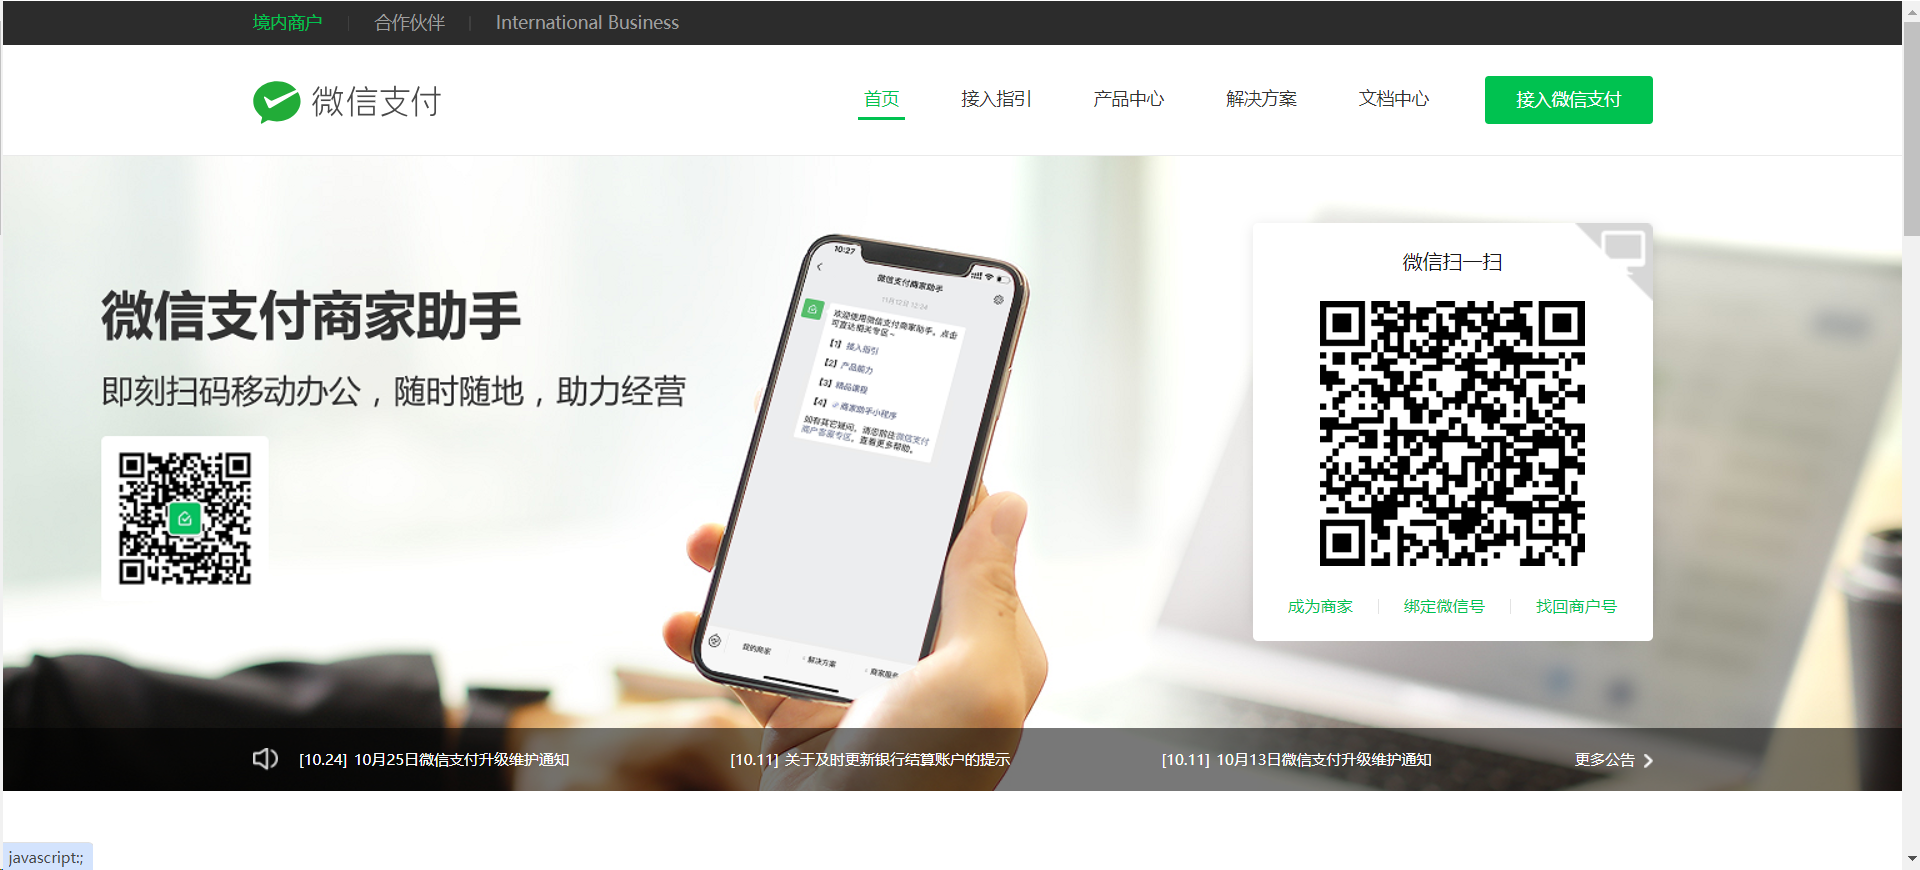 境内商户 合作伙伴 International Business
微信支付 首页 接入指引 产品中心 解决方案 文档中心 接入微信支付
微信支付商家助手
即刻扫码移动办公，随时随地，助力经营
10:27
微信支付商家助手
11月12日 12:24
欢迎使用微信支付商家助手，点击
可直达相关专区~
【1】接入指引
【2】产品能力
【3】精品课程
【4】商家助手小程序
如有其它疑问，请您前往微信支付
商户客服专区，查看更多帮助。
我的商家 解决方案 商家服务
微信扫一扫
成为商家 绑定微信号 找回商户号
[10.24] 10月25日微信支付升级维护通知 [10.11] 关于及时更新银行结算账户的提示 [10.11] 10月13日微信支付升级维护通知 更多公告
javascript:;